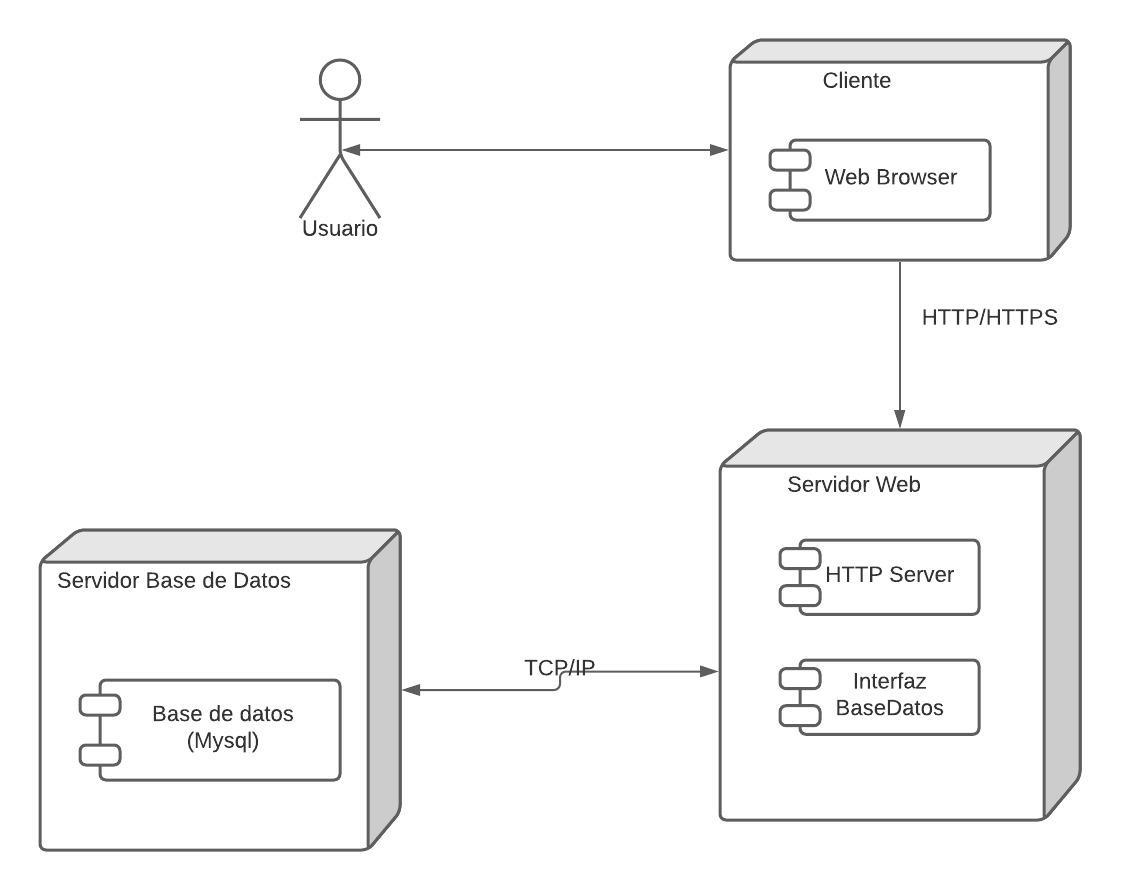 Cliente
Web Browser
Usuario
HTTP/HTTPS
Servidor Web
HTTP Server
Interfaz
BaseDatos
TCP/IP
Servidor Base de Datos
Base de datos
(Mysql)